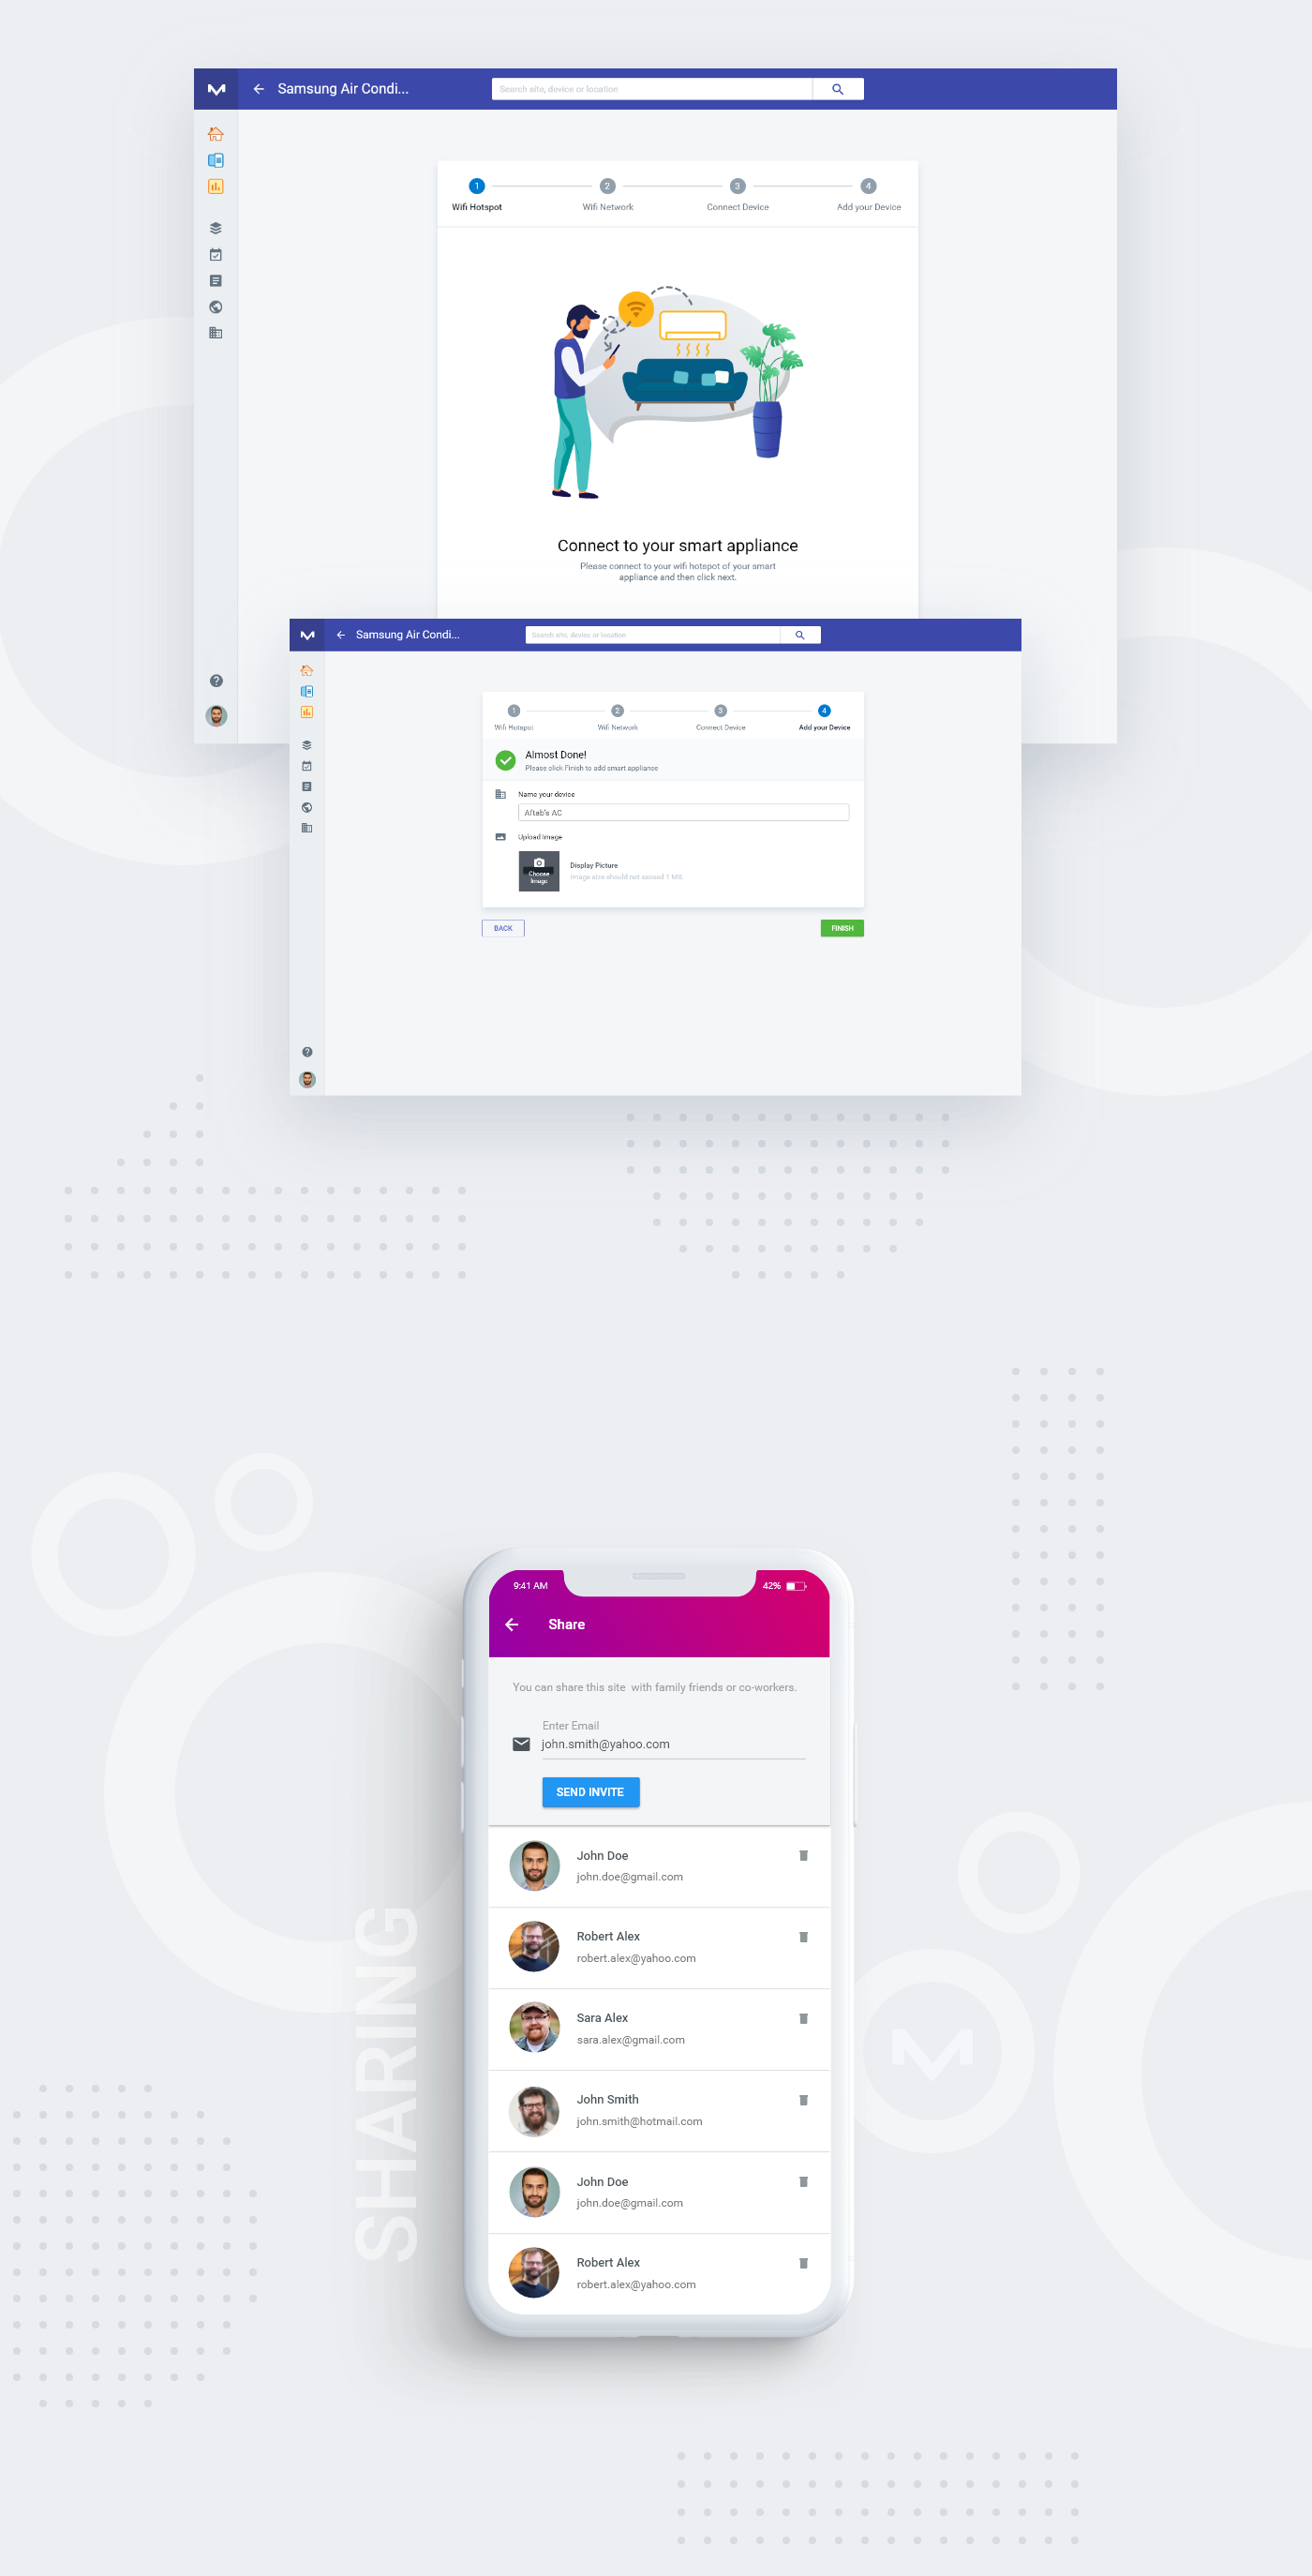 Samsung Air Condi...
Search site, device or location
1
2
3
4
Wifi Hotspot
Wifi Network
Connect Device
Add your Device
Connect to your smart appliance
Please connect to your wifi hotspot of your smart
appliance and then click next.
Samsung Air Condi...
Search site, device or location
1
2
3
4
Wifi Hotspot
Wifi Network
Connect Device
Add your Device
Almost Done!
Please click Finish to add smart appliance
Name your device
Aftab's AC
Upload Image
Choose
Image
Display Picture
Image size should not exceed 1 MB.
BACK
FINISH
SHARING
9:41 AM
42%
Share
You can share this site with family friends or co-workers.
Enter Email
john.smith@yahoo.com
SEND INVITE
John Doe
john.doe@gmail.com
Robert Alex
robert.alex@yahoo.com
Sara Alex
sara.alex@gmail.com
John Smith
john.smith@hotmail.com
John Doe
john.doe@gmail.com
Robert Alex
robert.alex@yahoo.com